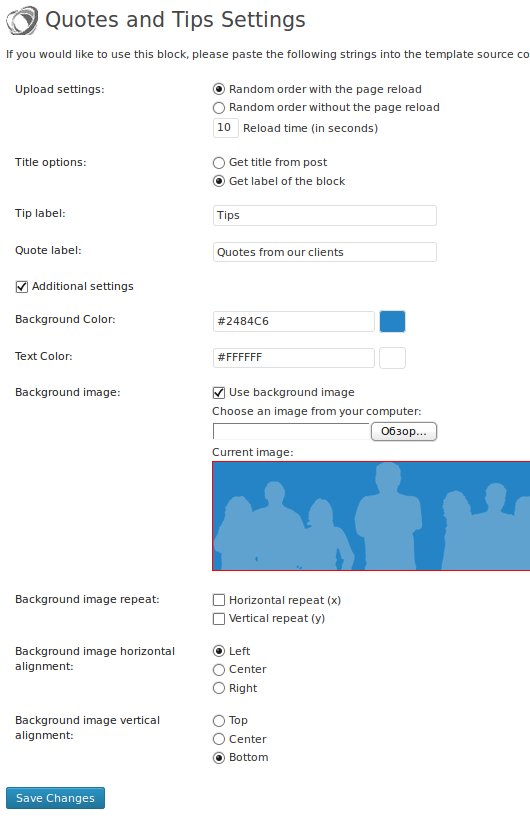 Quotes and Tips Settings
If you would like to use this block, please paste the following strings into the template source co
Upload settings:
Random order with the page reload
Random order without the page reload
10 Reload time (in seconds)
Title options:
Get title from post
Get label of the block
Tip label:
Tips
Quote label:
Quotes from our clients
Additional settings
Background Color:
#2484C6
Text Color:
#FFFFFF
Background image:
Use background image
Choose an image from your computer:
Обзор...
Current image:
Background image repeat:
Horizontal repeat (x)
Vertical repeat (y)
Background image horizontal
alignment:
Left
Center
Right
Background image vertical
alignment:
Top
Center
Bottom
Save Changes